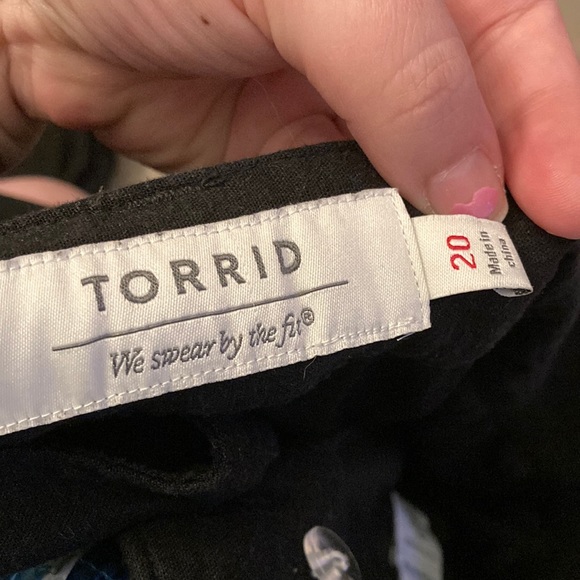 TORRID
We swear by the fit®
20
Made in
china